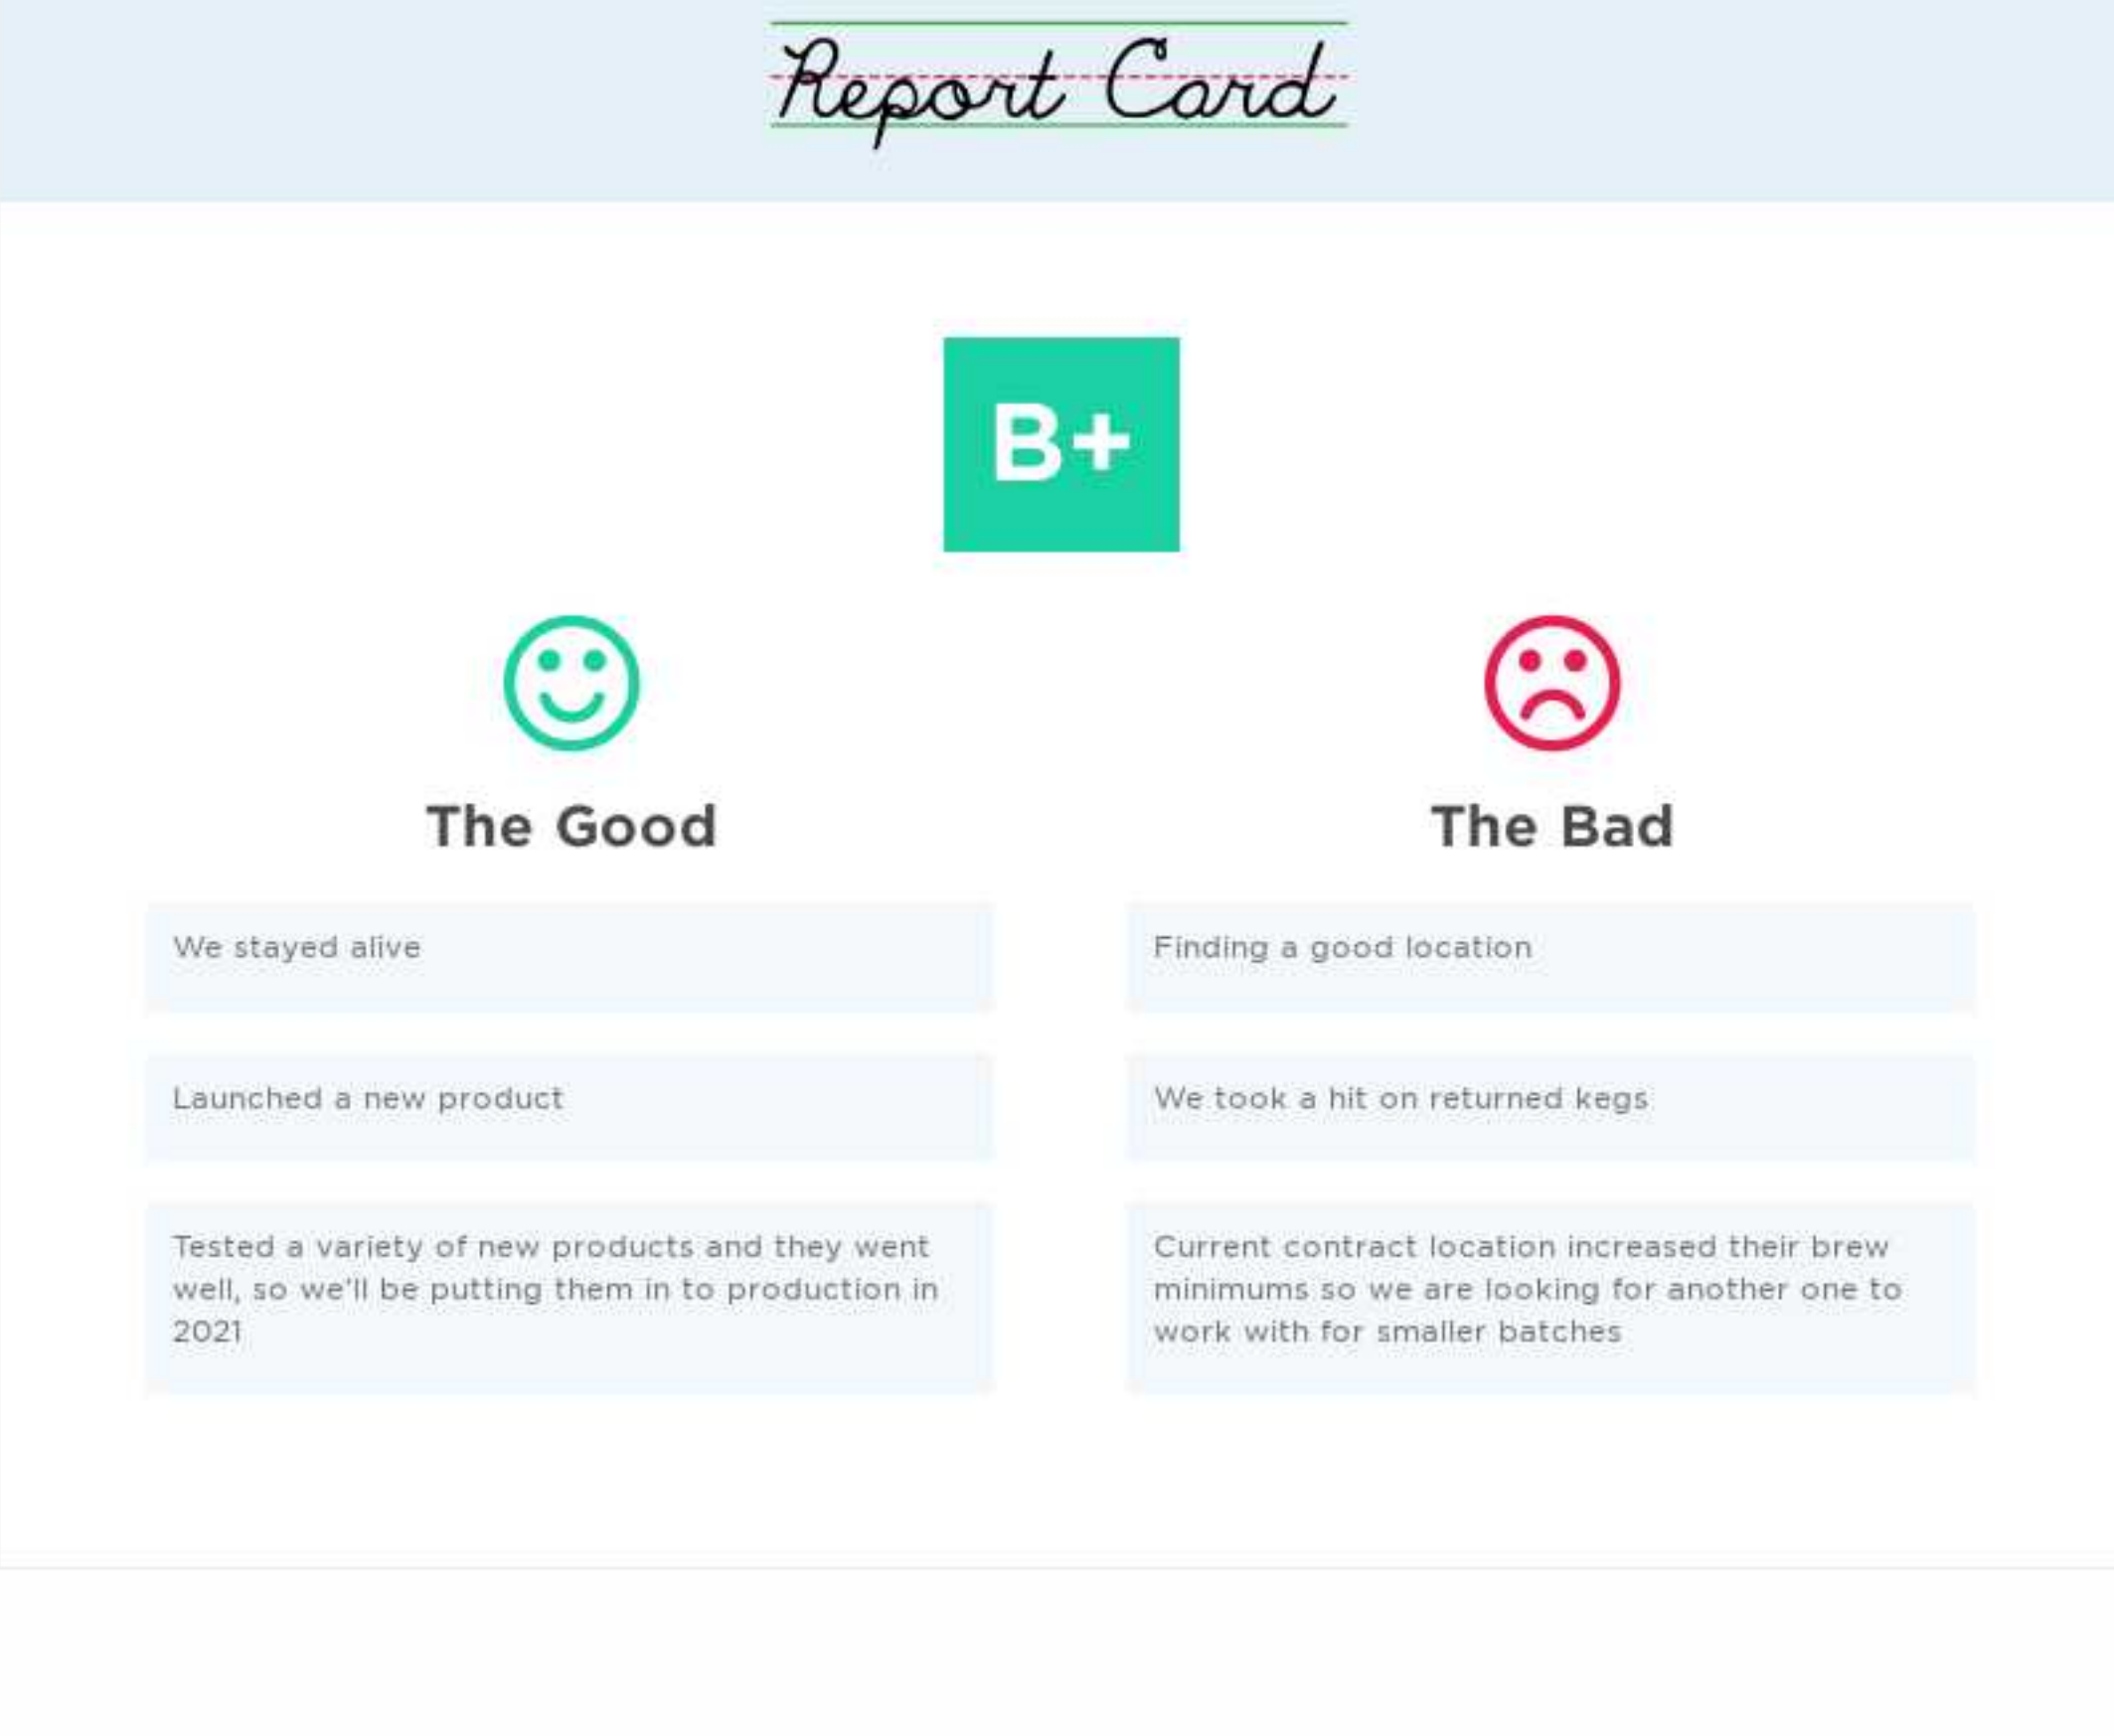 Report Card
B+
The Good
We stayed alive
Launched a new product
Tested a variety of new products and they went
well, so we'll be putting them in to production in
2021
The Bad
Finding a good location
We took a hit on returned kegs
Current contract location increased their brew
minimums so we are looking for another one to
work with for smaller batches